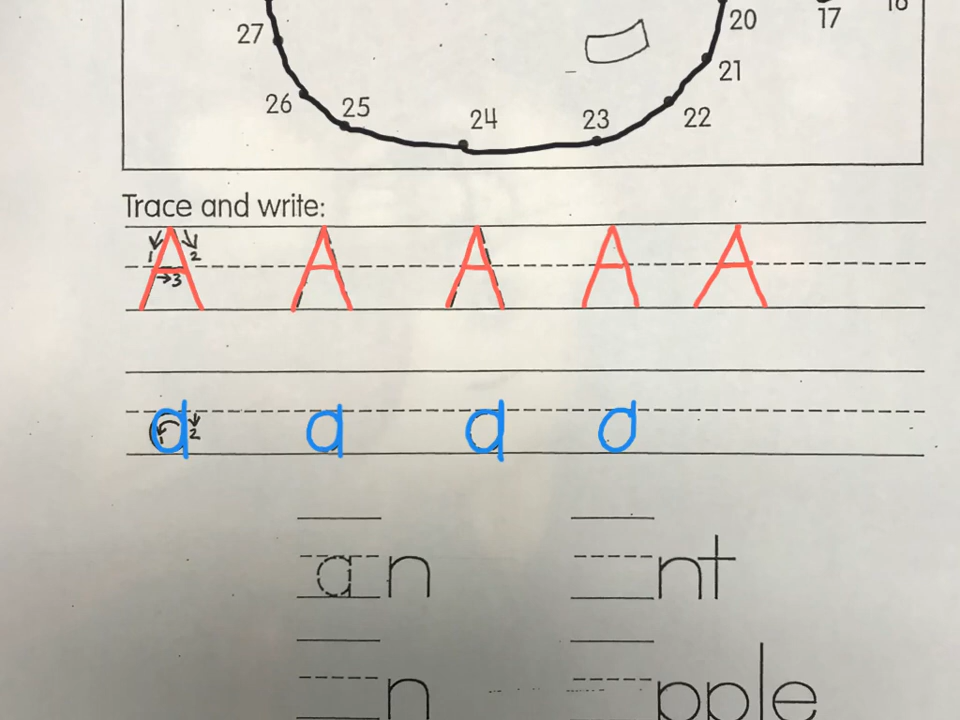 27 20 17
21
26 25 24 23 22
Trace and write:
A A A A A
1 2
3
a a a a
1 2
an nt
n pple